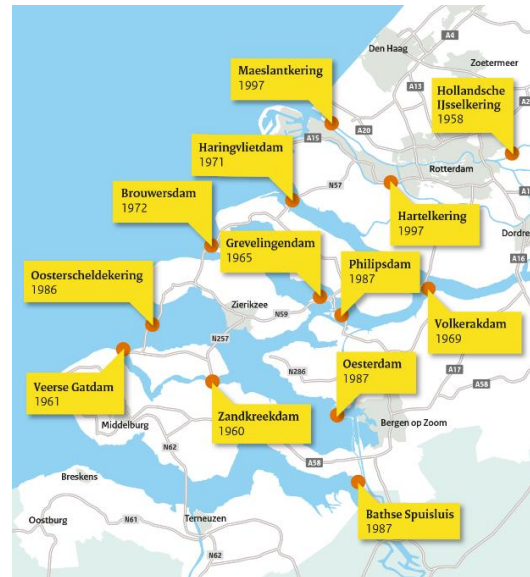 A4
Den Haag
Zoetermeer
Maeslantkering
1997
A13
Hollandsche
IJsselkering
1958
A20
A15
Haringvlietdam
1971
Rotterdam
N57
Brouwersdam
1972
Hartelkering
1997
Grevelingendam
1965
Philipsdam
1987
A16
Oosterscheldekering
1986
Zierikzee
N59
Volkerakdam
1969
N257
N286
Oesterdam
1987
A17
Veerse Gatdam
1961
Zandkreekdam
1960
A58
Middelburg
Bergen op Zoom
N62
A58
Breskens
Bathse Spuisluis
1987
Oostburg
N61
Terneuzen
N62